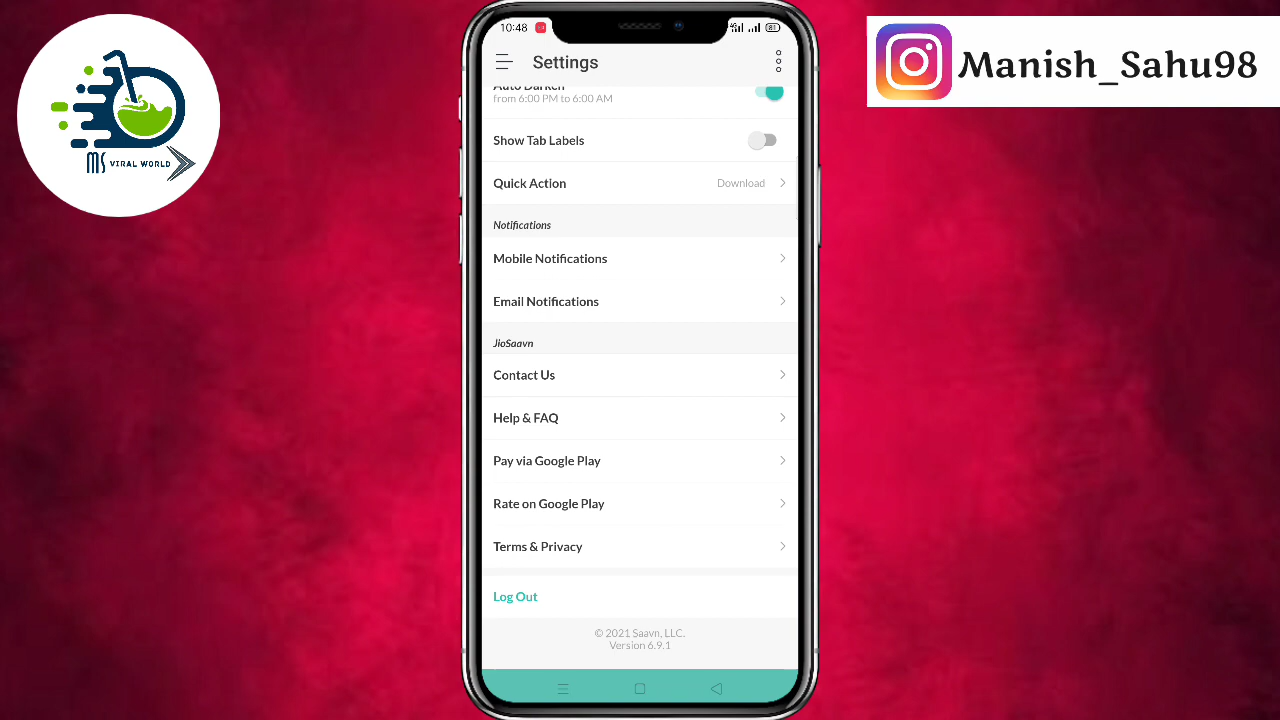 MS VIRAL WORLD
Manish_Sahu98
10:48
4G
81
Settings
Auto Darken
from 6:00 PM to 6:00 AM
Show Tab Labels
Quick Action Download
Notifications
Mobile Notifications
Email Notifications
JioSaavn
Contact Us
Help & FAQ
Pay via Google Play
Rate on Google Play
Terms & Privacy
Log Out
© 2021 Saavn, LLC.
Version 6.9.1